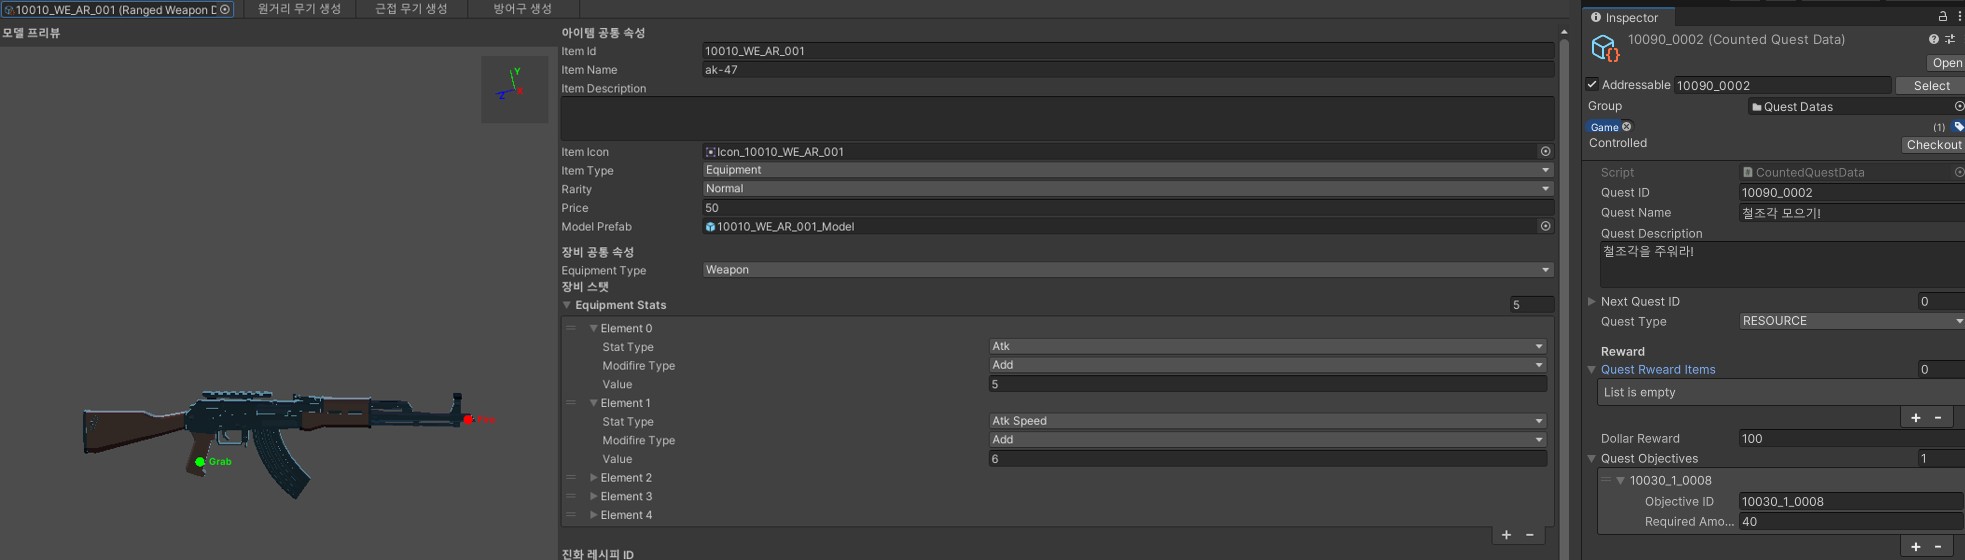 10010_WE_AR_001 (Ranged Weapon D
원거리 무기 생성
근접 무기 생성
방어구 생성
모델 프리뷰
Y
Z
X
Grab
아이템 공통 속성
Item Id 10010_WE_AR_001
Item Name ak-47
Item Description
Item Icon Icon_10010_WE_AR_001
Item Type Equipment
Rarity Normal
Price 50
Model Prefab 10010_WE_AR_001_Model
장비 공통 속성
Equipment Type Weapon
장비 스탯
Equipment Stats 5
Element 0
Stat Type Atk
Modifire Type Add
Value 5
Element 1
Stat Type Atk Speed
Modifire Type Add
Value 6
Element 2
Element 3
Element 4
+ -
진화 레시피 ID
Inspector
10090_0002 (Counted Quest Data)
Open
Addressable 10090_0002 Select
Group Quest Datas
Game (1)
Controlled Checkout
Script CountedQuestData
Quest ID 10090_0002
Quest Name 철조각 모으기!
Quest Description
철조각을 주워라!
Next Quest ID 0
Quest Type RESOURCE
Reward
Quest Rweard Items 0
List is empty
+ -
Dollar Reward 100
Quest Objectives 1
10030_1_0008
Objective ID 10030_1_0008
Required Amo... 40
+ -